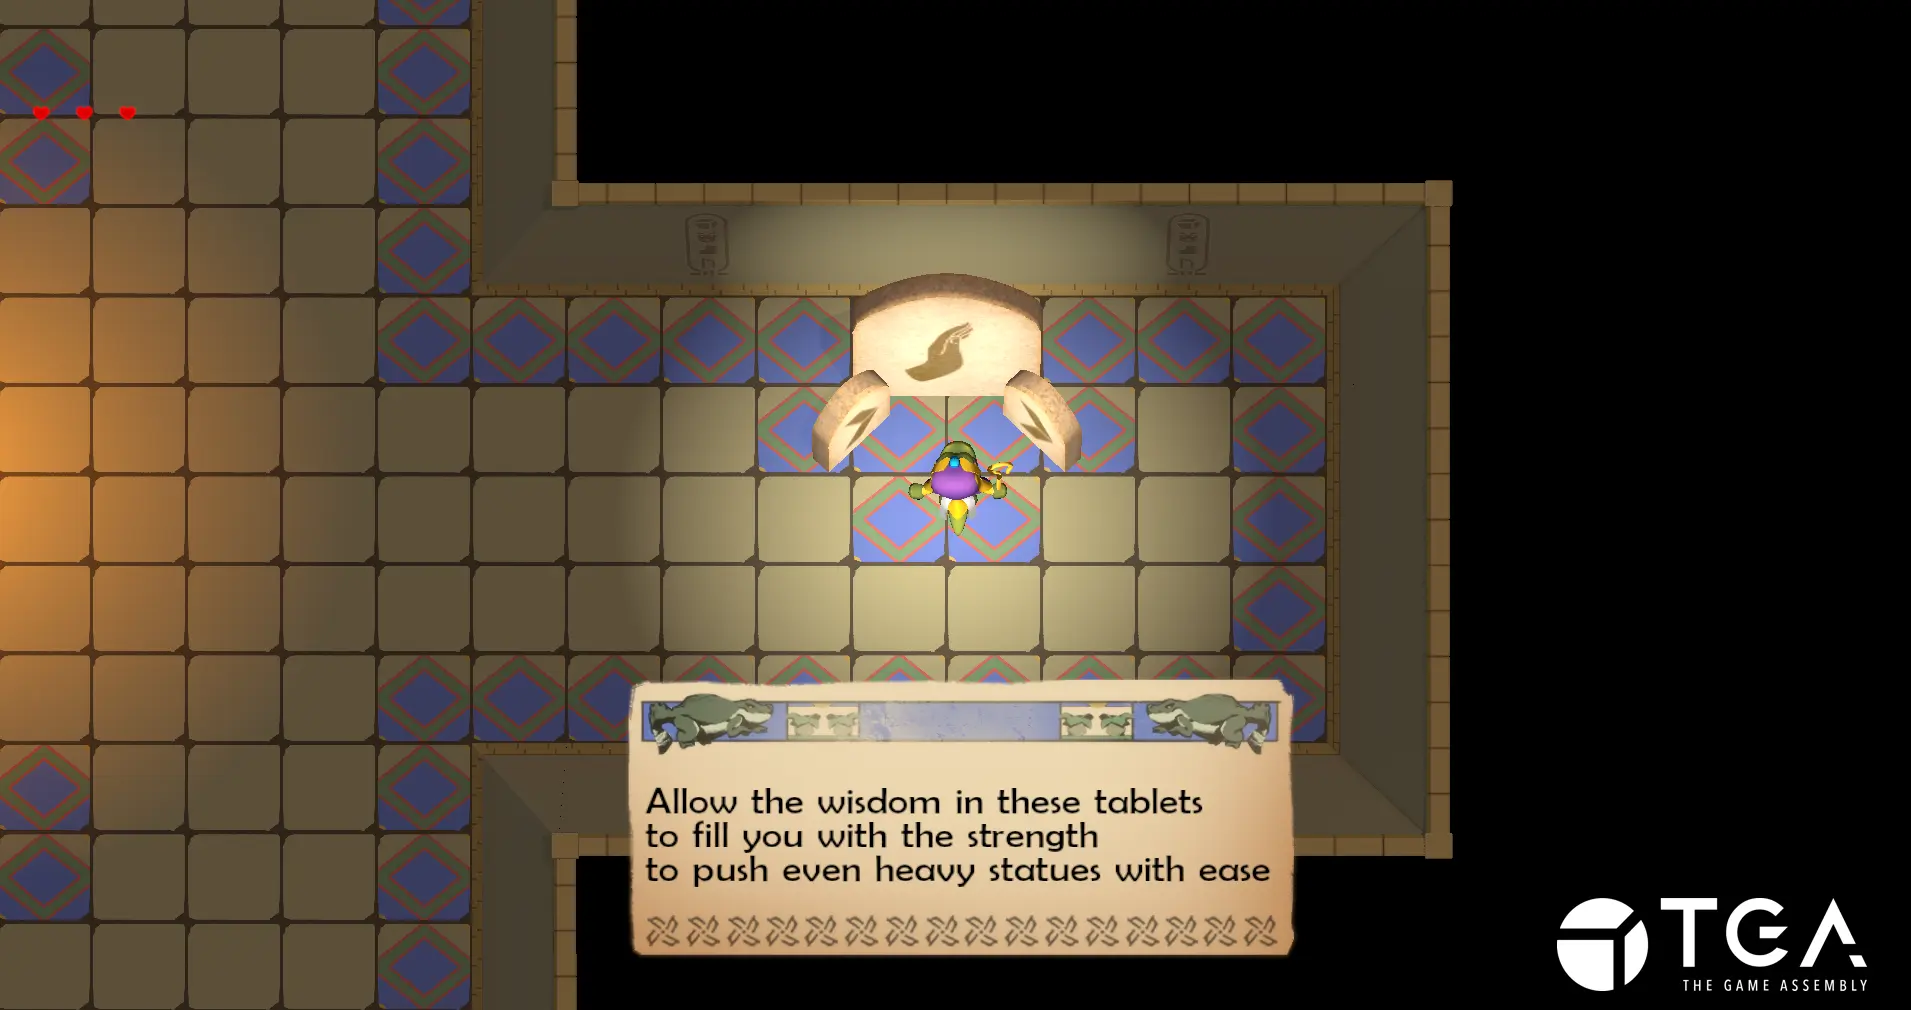 Allow the wisdom in these tablets
to fill you with the strength
to push even heavy statues with ease
TGA
THE GAME ASSEMBLY